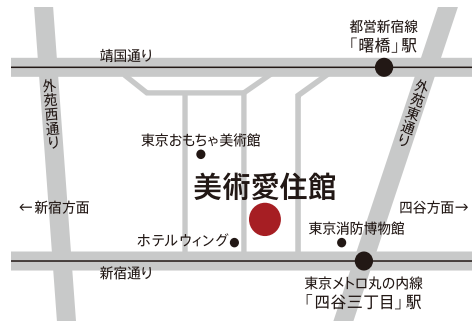 都営新宿線
「曙橋」駅
靖国通り
外苑西通り
外苑東通り
東京おもちゃ美術館
美術愛住館
←新宿方面
四谷方面→
東京消防博物館
ホテルウィング
新宿通り
東京メトロ丸の内線
「四谷三丁目」駅